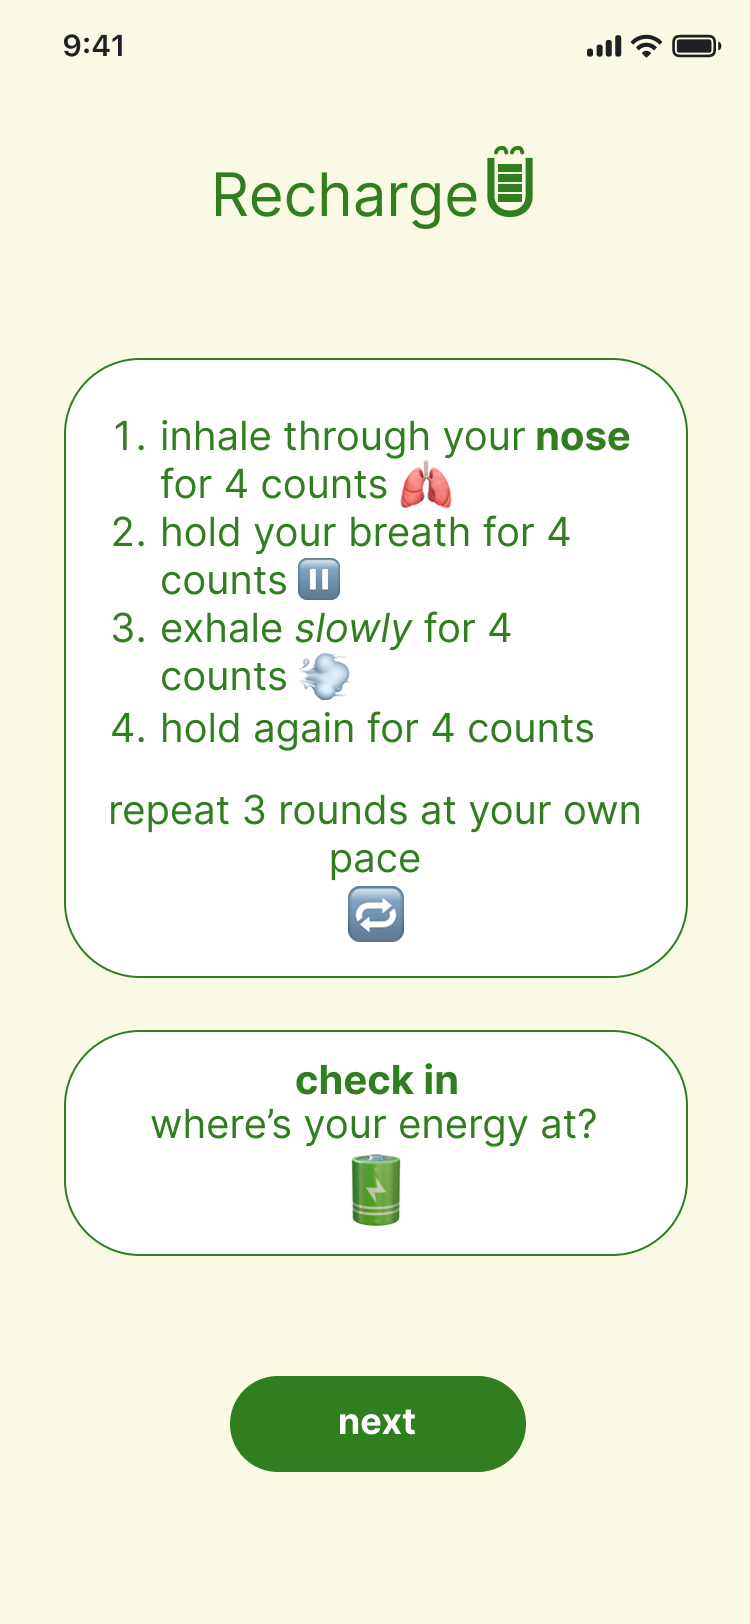 9:41
Recharge
1. inhale through your nose
for 4 counts 🫁
2. hold your breath for 4
counts ⏸️
3. exhale slowly for 4
counts 💨
4. hold again for 4 counts
repeat 3 rounds at your own
pace
🔁
check in
where’s your energy at?
🔋
next